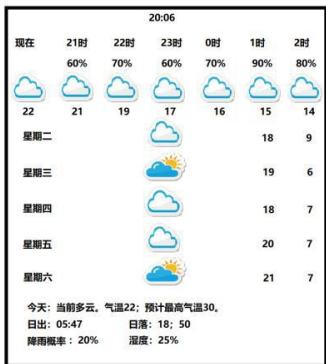 20:06
现在 21时 22时 23时 0时 1时 2时
60% 70% 60% 70% 90% 80%
22 21 19 17 16 15 14
星期二 18 9
星期三 19 6
星期四 18 7
星期五 20 7
星期六 21 7
今天：当前多云。气温22；预计最高气温30。
日出：05:47 日落：18；50
降雨概率：20% 湿度：25%